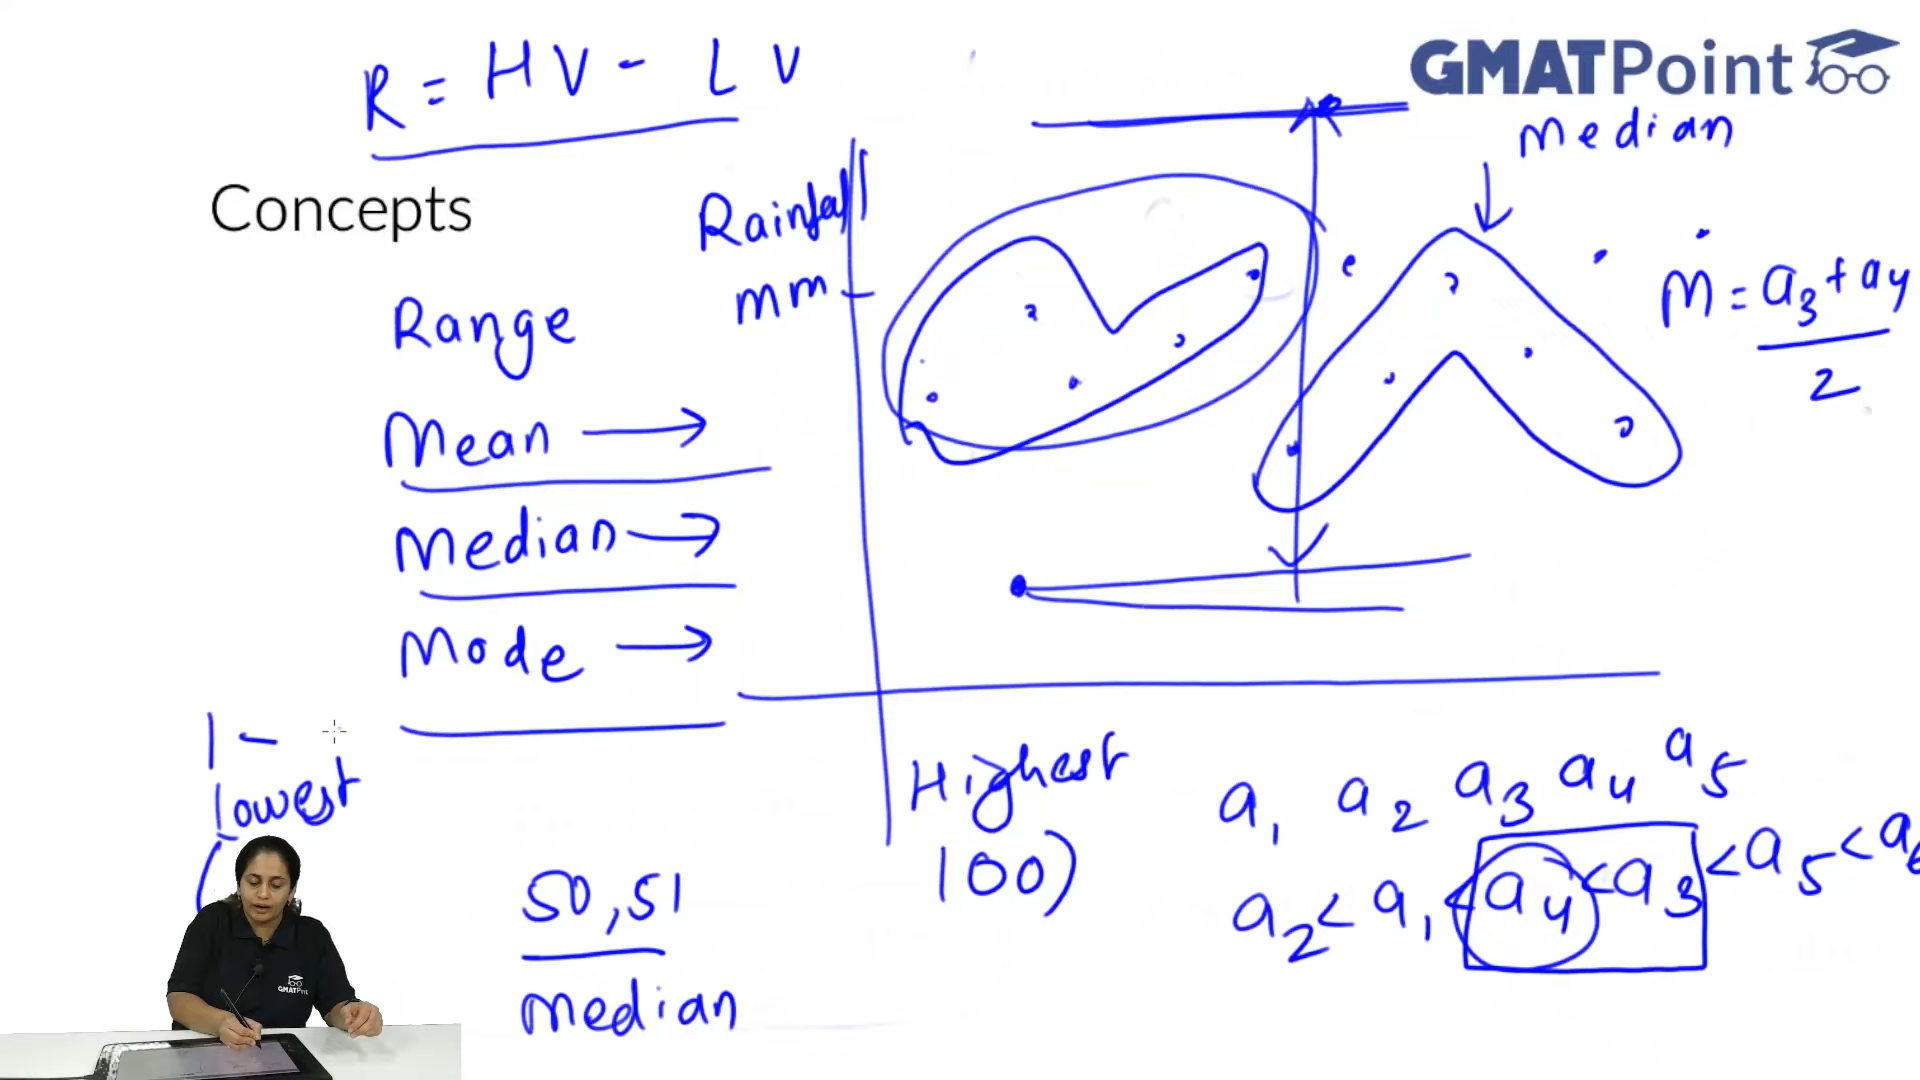 R = HV - LV
GMATPoint
Concepts
Median
Rainfall
mm
M = a3 + a4
2
Range
Mean →
Median →
Mode →
1 -
lowest
(
Highest
100)
50, 51
median
a1 a2 a3 a4 a5
a2 < a1 < a4 < a3 < a5 < a6
GMATPoint